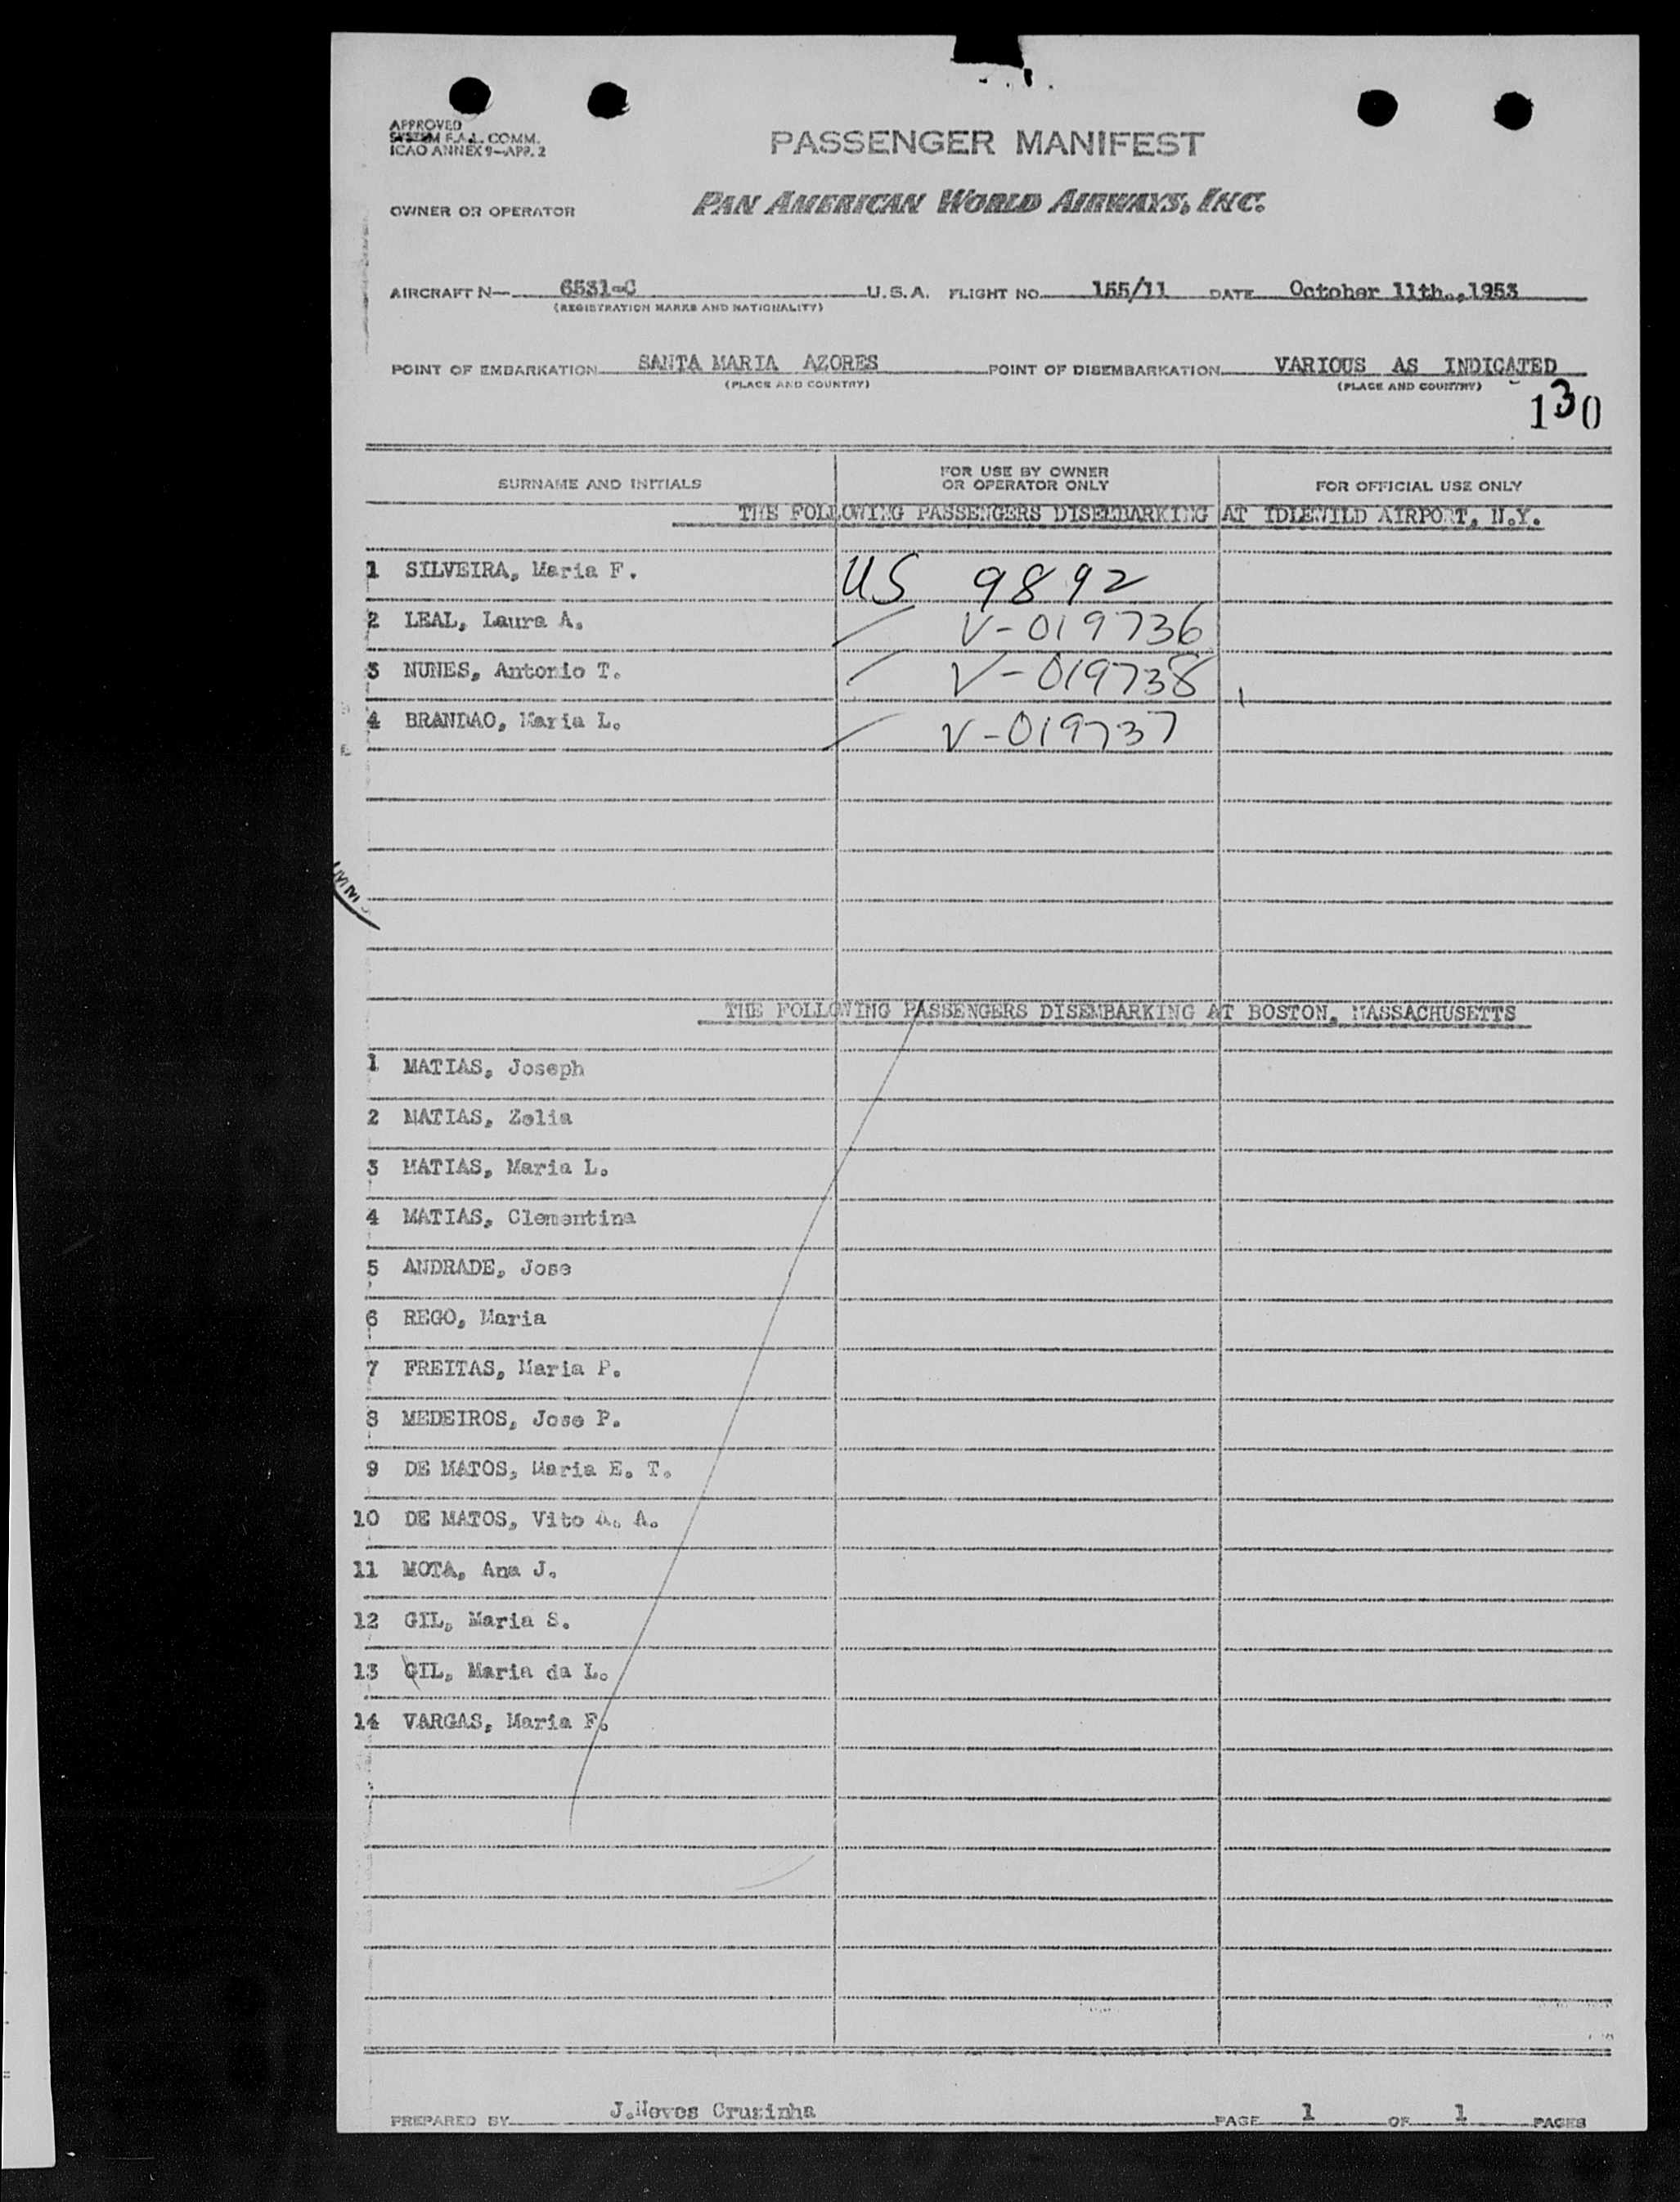 APPROVED
SYSTEM F.A.L. COMM.
ICAO ANNEX 9—APP. 2
PASSENGER MANIFEST
OWNER OR OPERATOR PAN AMERICAN WORLD AIRWAYS, INC.
AIRCRAFT N— 6531-C U.S.A. FLIGHT NO. 155/11 DATE October 11th.,1953
(REGISTRATION MARKS AND NATIONALITY)
POINT OF EMBARKATION SANTA MARIA AZORES POINT OF DISEMBARKATION VARIOUS AS INDICATED
(PLACE AND COUNTRY) (PLACE AND COUNTRY)
130
SURNAME AND INITIALS FOR USE BY OWNER OR OPERATOR ONLY FOR OFFICIAL USE ONLY
THE FOLLOWING PASSENGERS DISEMBARKING AT IDLEWILD AIRPORT, N.Y.
1 SILVEIRA, Maria F. US 9892
2 LEAL, Laura A. V-019736
3 NUNES, Antonio T. V-019738
4 BRANDAO, Maria L. V-019737
THE FOLLOWING PASSENGERS DISEMBARKING AT BOSTON, MASSACHUSETTS
1 MATIAS, Joseph
2 MATIAS, Zelia
3 MATIAS, Maria L.
4 MATIAS, Clementina
5 ANDRADE, Jose
6 REGO, Maria
7 FREITAS, Maria P.
8 MEDEIROS, Jose P.
9 DE MATOS, Maria E. T.
10 DE MATOS, Vito A. A.
11 MOTA, Ana J.
12 GIL, Maria S.
13 GIL, Maria da L.
14 VARGAS, Maria F.
PREPARED BY J.Neves Cruzinha PAGE 1 OF 1 PAGES